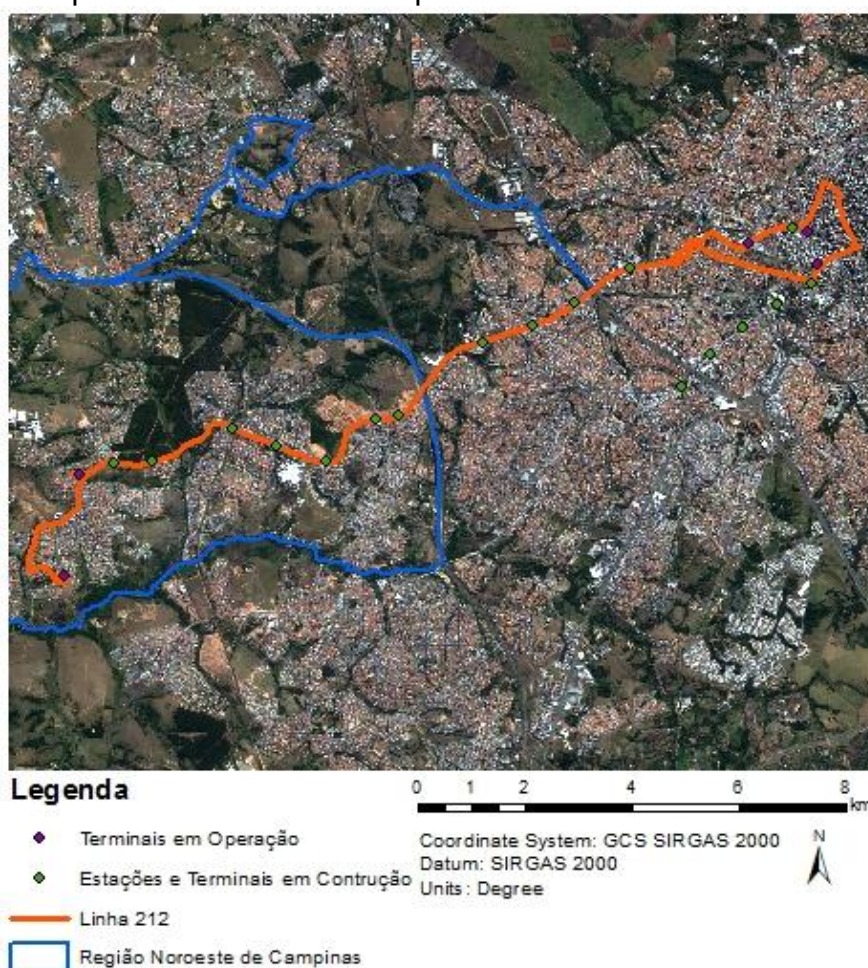 Legenda
Terminais em Operação
Estações e Terminais em Contrução
Linha 212
Região Noroeste de Campinas
0 1 2 4 6 8
km
Coordinate System: GCS SIRGAS 2000
Datum: SIRGAS 2000
Units: Degree
N